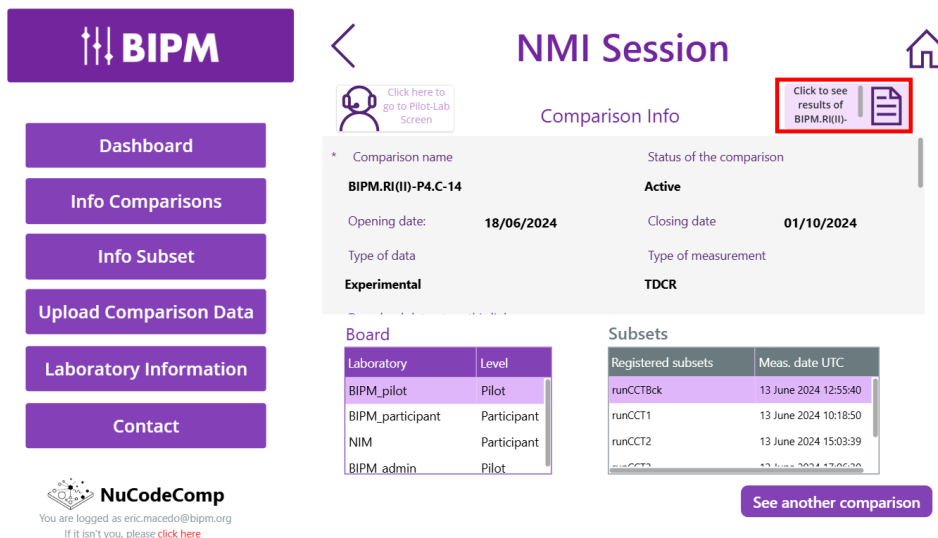 BIPM
Dashboard
Info Comparisons
Info Subset
Upload Comparison Data
Laboratory Information
Contact
NuCodeComp
You are logged as eric.macedo@bipm.org
If it isn't you, please click here
NMI Session
Click here to
go to Pilot-Lab
Screen
Comparison Info
Click to see
results of
BIPM.RI(II)-
* Comparison name
Status of the comparison
BIPM.RI(II)-P4.C-14
Active
Opening date: 18/06/2024
Closing date 01/10/2024
Type of data
Type of measurement
Experimental
TDCR
Board
Laboratory Level
BIPM_pilot Pilot
BIPM_participant Participant
NIM Participant
BIPM_admin Pilot
Subsets
Registered subsets Meas. date UTC
runCCTBck 13 June 2024 12:55:40
runCCT1 13 June 2024 10:18:50
runCCT2 13 June 2024 15:03:39
See another comparison